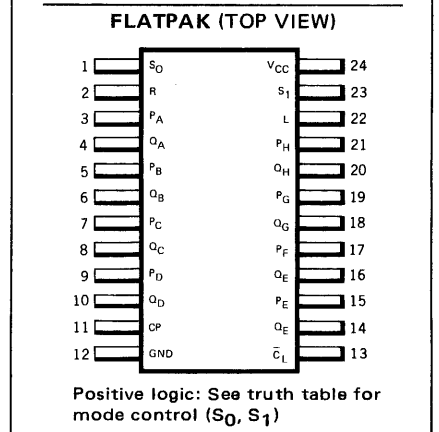 FLATPAK (TOP VIEW)
1 S0 VCC 24
2 R S1 23
3 PA L 22
4 QA PH 21
5 PB QH 20
6 QB PG 19
7 PC QG 18
8 QC PF 17
9 PD QE 16
10 QD PE 15
11 CP QE 14
12 GND C̅L 13
Positive logic: See truth table for
mode control (S0, S1)